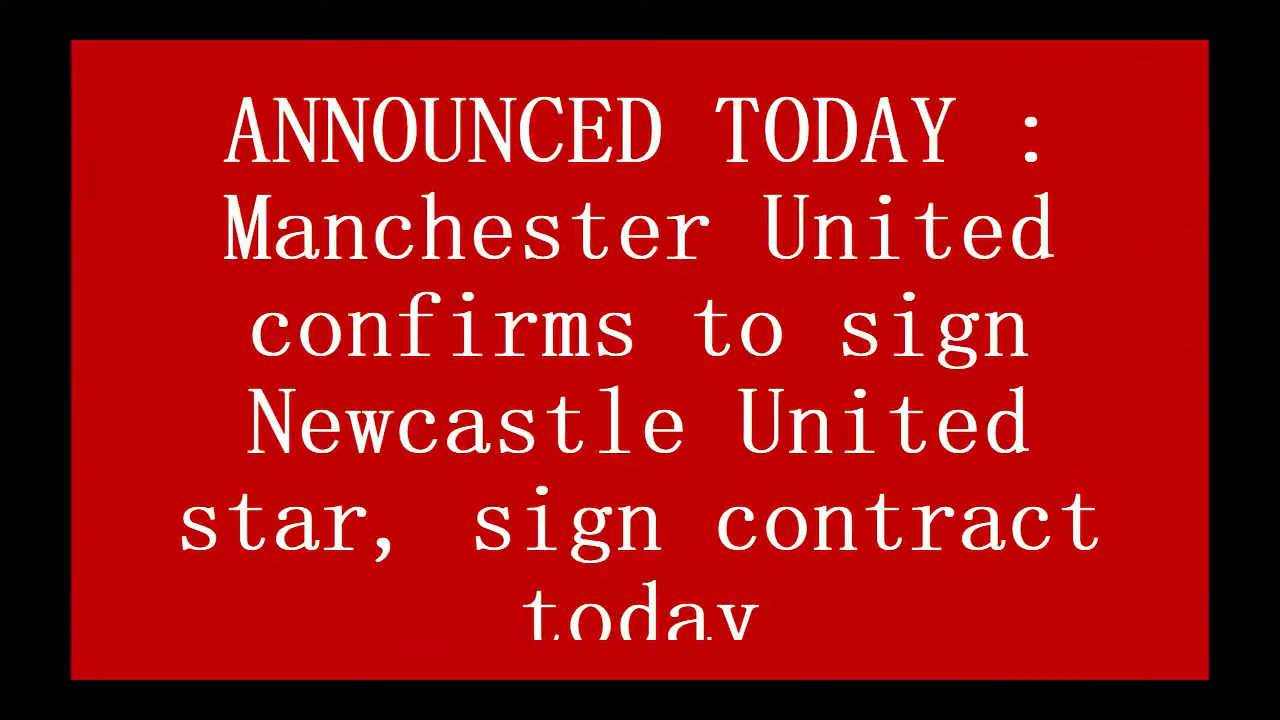 ANNOUNCED TODAY :
Manchester United
confirms to sign
Newcastle United
star, sign contract
today